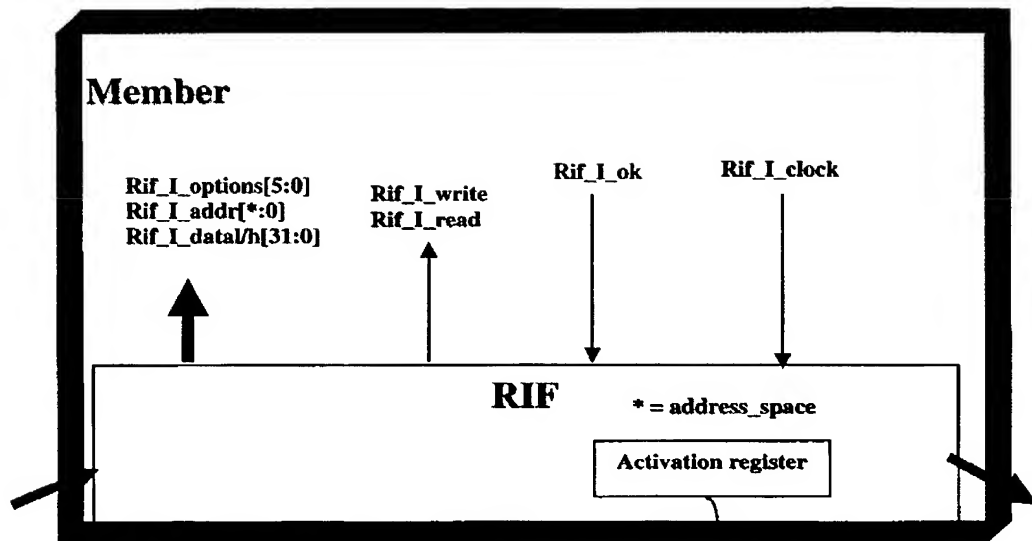 Member
Rif_I_options[5:0]
Rif_I_addr[*:0]
Rif_I_datal/h[31:0]
Rif_I_write
Rif_I_read
Rif_I_ok
Rif_I_clock
RIF
* = address_space
Activation register